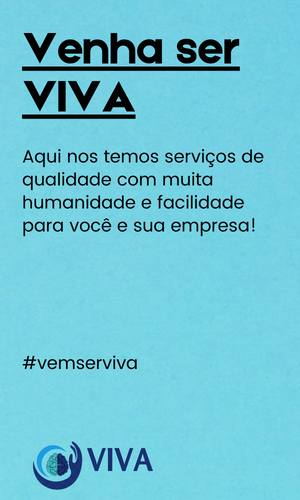 Venha ser
VIVA
Aqui nos temos serviços de
qualidade com muita
humanidade e facilidade
para você e sua empresa!
#vemserviva
VIVA